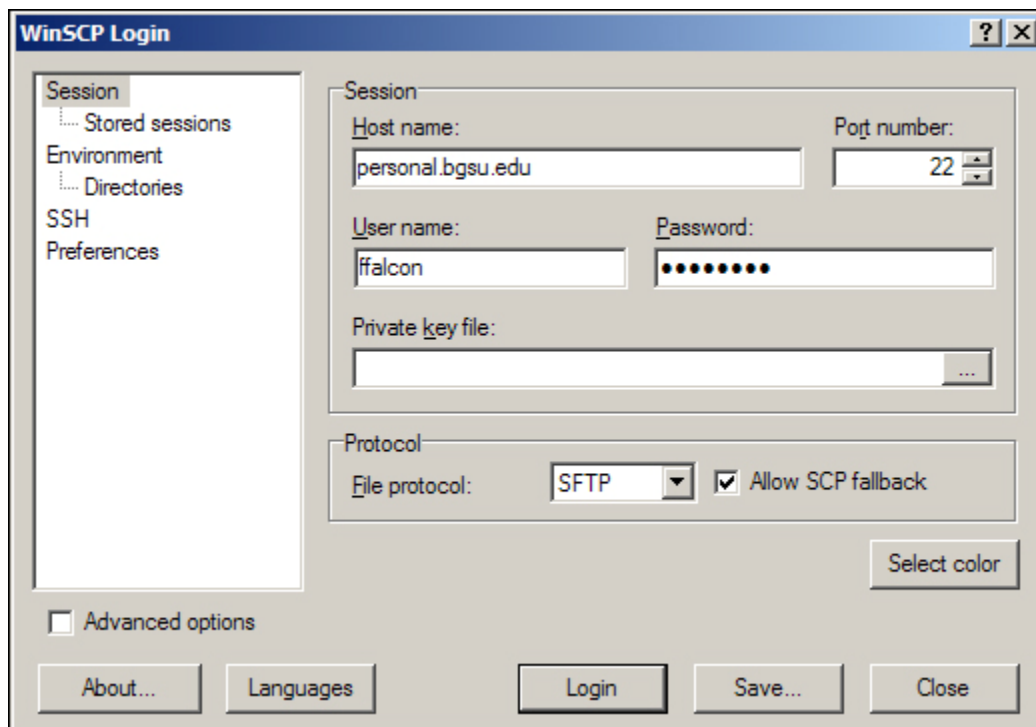 WinSCP Login
Session
Stored sessions
Environment
Directories
SSH
Preferences
Session
Host name:
Port number:
personal.bgsu.edu
22
User name:
Password:
ffalcon
••••••••
Private key file:
...
Protocol
File protocol:
SFTP
Allow SCP fallback
Select color
Advanced options
About...
Languages
Login
Save...
Close